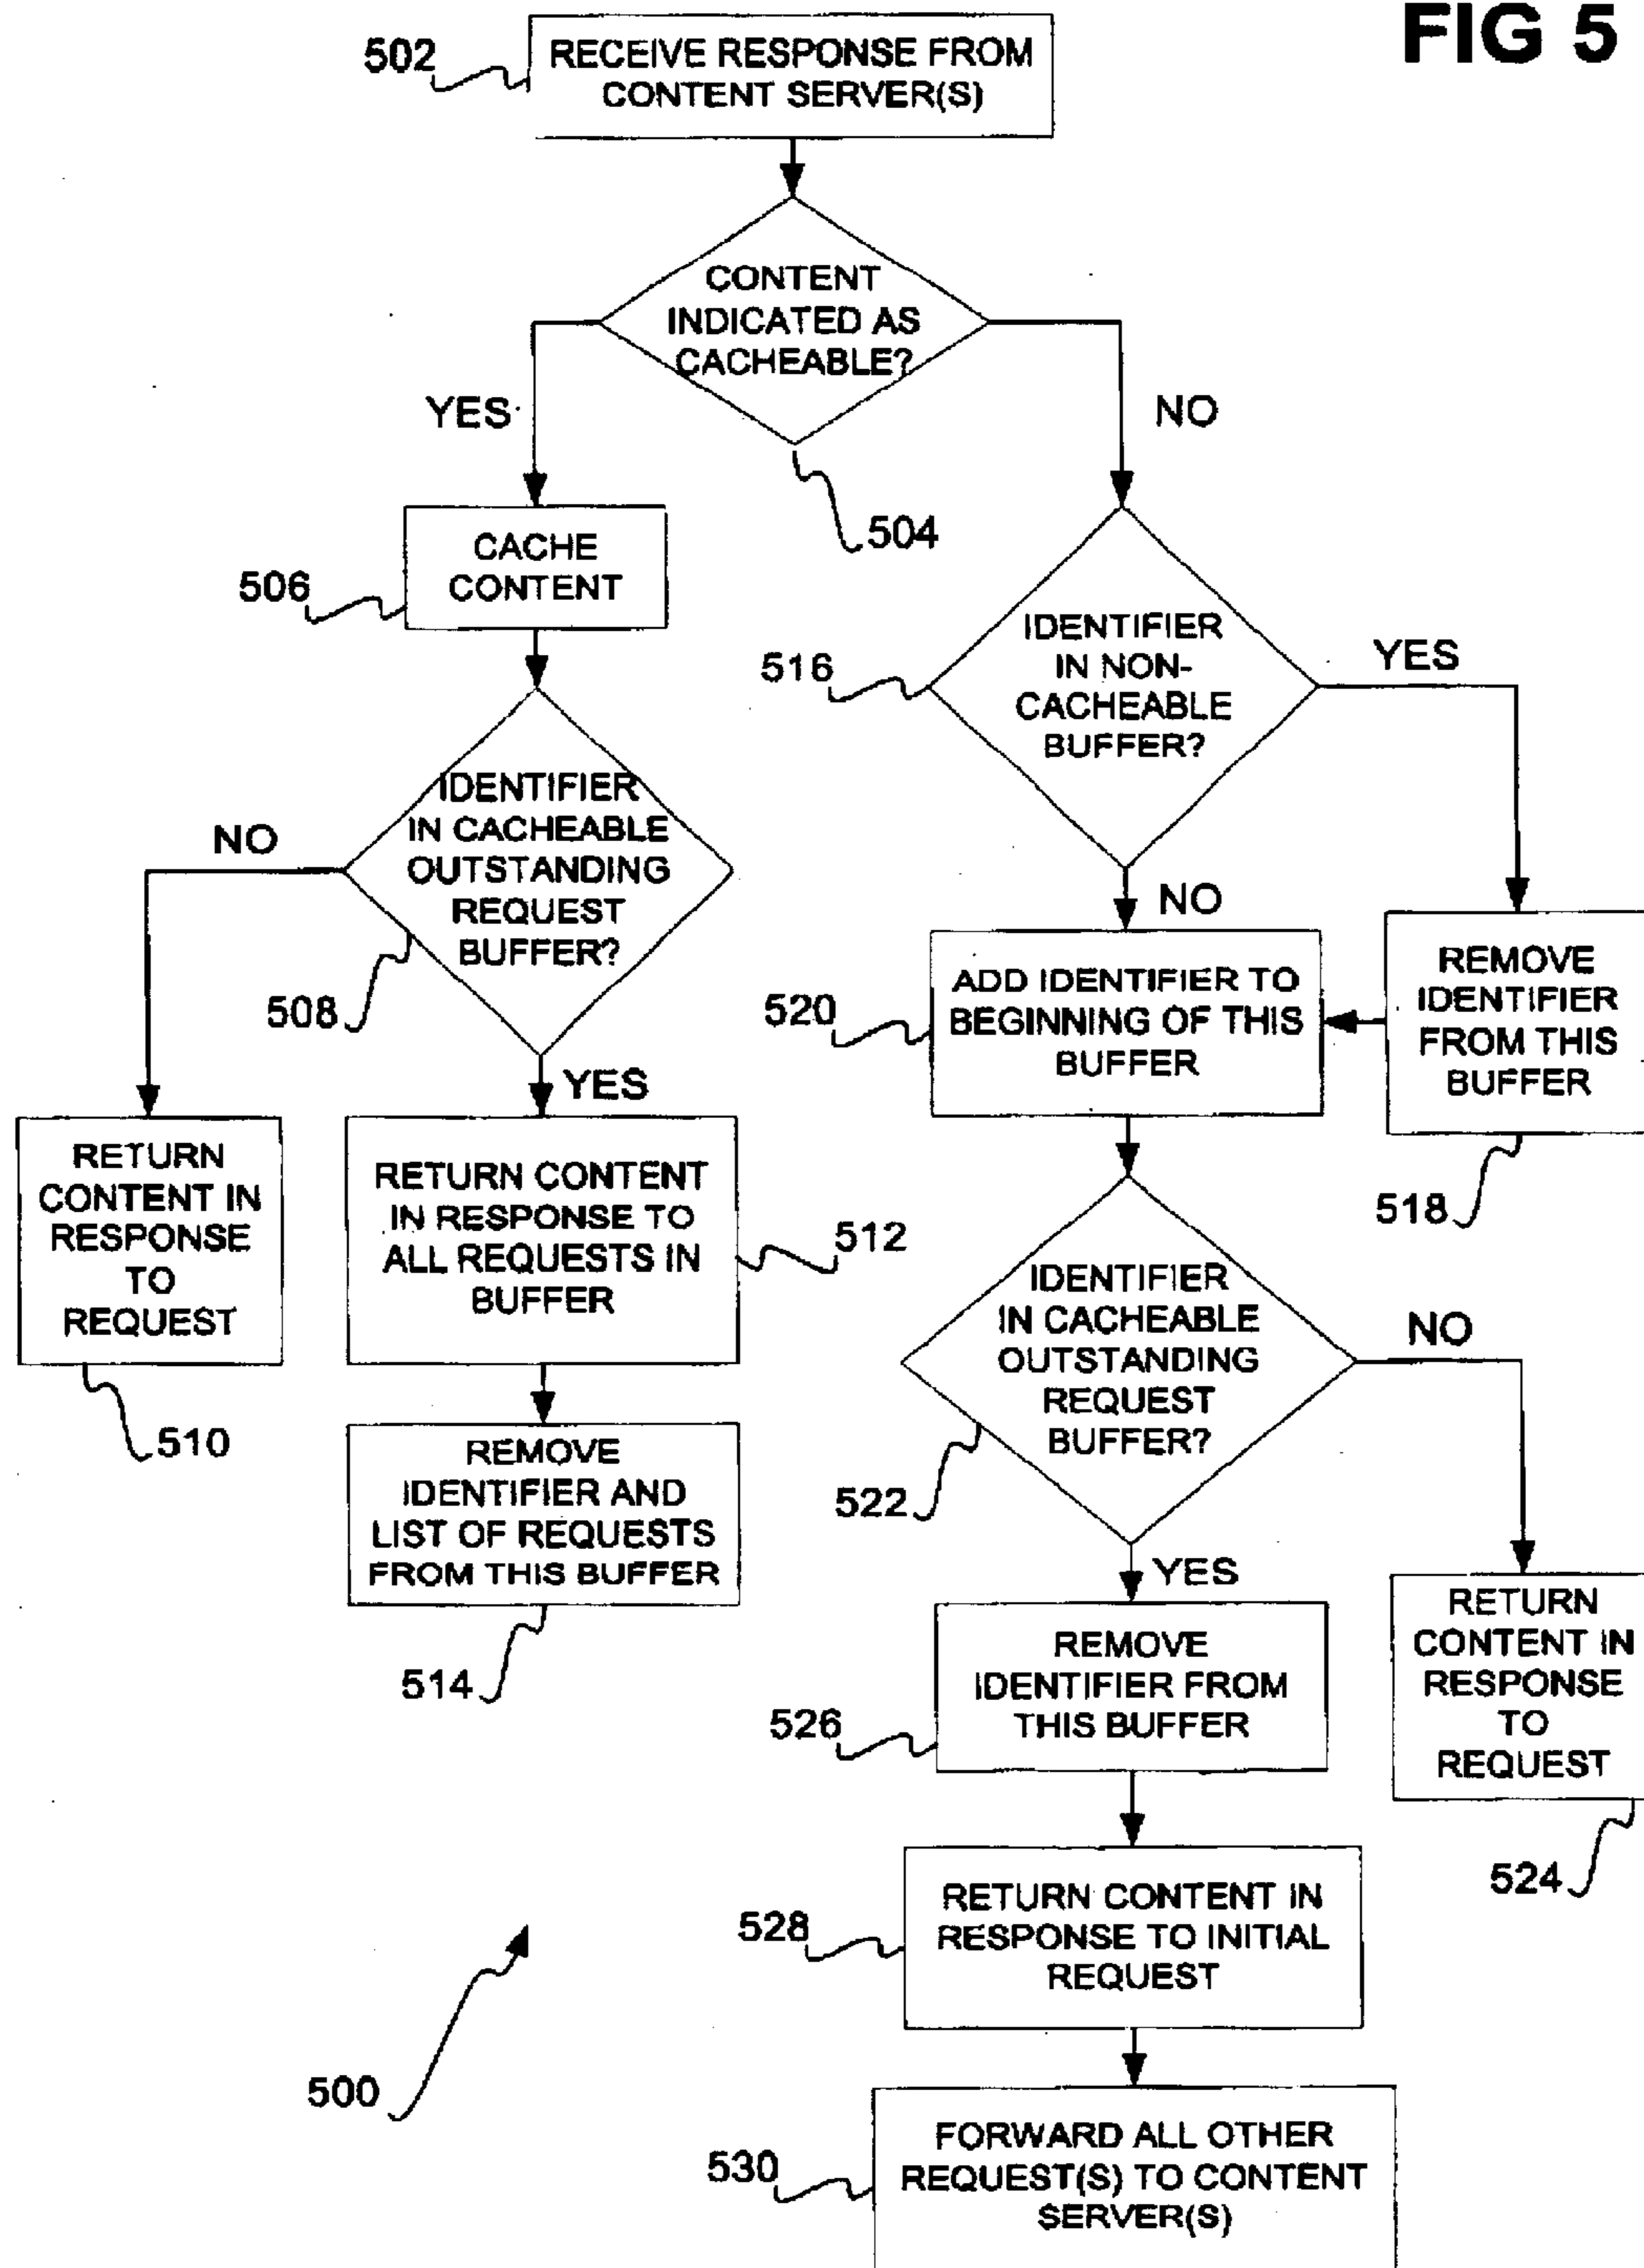 FIG 5
502
RECEIVE RESPONSE FROM
CONTENT SERVER(S)
CONTENT
INDICATED AS
CACHEABLE?
YES
NO
504
506
CACHE
CONTENT
516
IDENTIFIER
IN NON-
CACHEABLE
BUFFER?
YES
NO
IDENTIFIER
IN CACHEABLE
OUTSTANDING
REQUEST
BUFFER?
508
NO
YES
520
ADD IDENTIFIER TO
BEGINNING OF THIS
BUFFER
REMOVE
IDENTIFIER
FROM THIS
BUFFER
518
RETURN
CONTENT IN
RESPONSE
TO
REQUEST
510
RETURN CONTENT
IN RESPONSE TO
ALL REQUESTS IN
BUFFER
512
IDENTIFIER
IN CACHEABLE
OUTSTANDING
REQUEST
BUFFER?
522
NO
YES
REMOVE
IDENTIFIER AND
LIST OF REQUESTS
FROM THIS BUFFER
514
526
REMOVE
IDENTIFIER FROM
THIS BUFFER
RETURN
CONTENT IN
RESPONSE
TO
REQUEST
524
528
RETURN CONTENT IN
RESPONSE TO INITIAL
REQUEST
500
530
FORWARD ALL OTHER
REQUEST(S) TO CONTENT
SERVER(S)